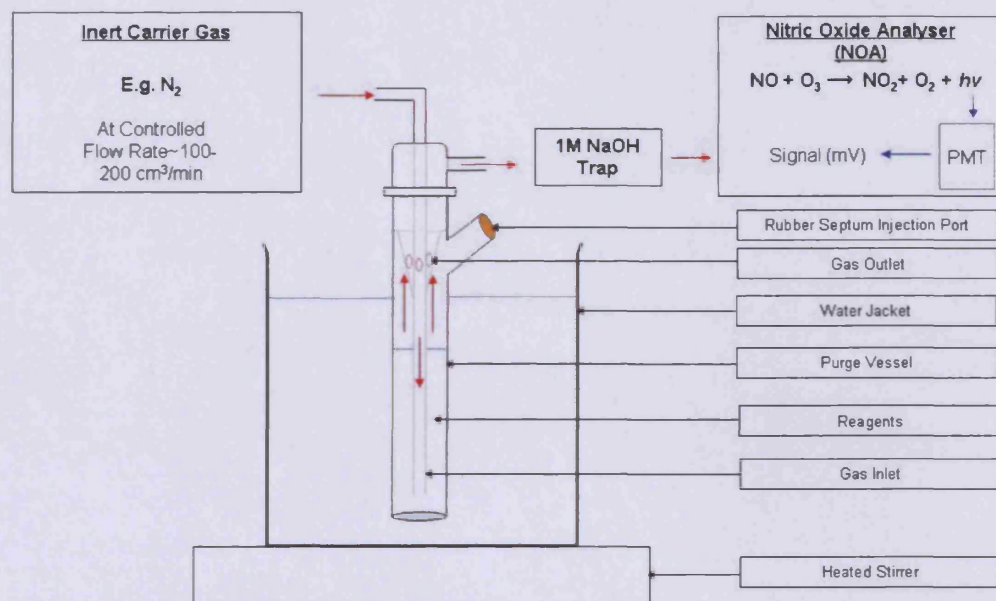 Inert Carrier Gas
E.g. N₂
At Controlled
Flow Rate~100-
200 cm³/min
1M NaOH
Trap
Nitric Oxide Analyser
(NOA)
NO + O₃ → NO₂+ O₂ + hν
Signal (mV)
PMT
Rubber Septum Injection Port
Gas Outlet
Water Jacket
Purge Vessel
Reagents
Gas Inlet
Heated Stirrer